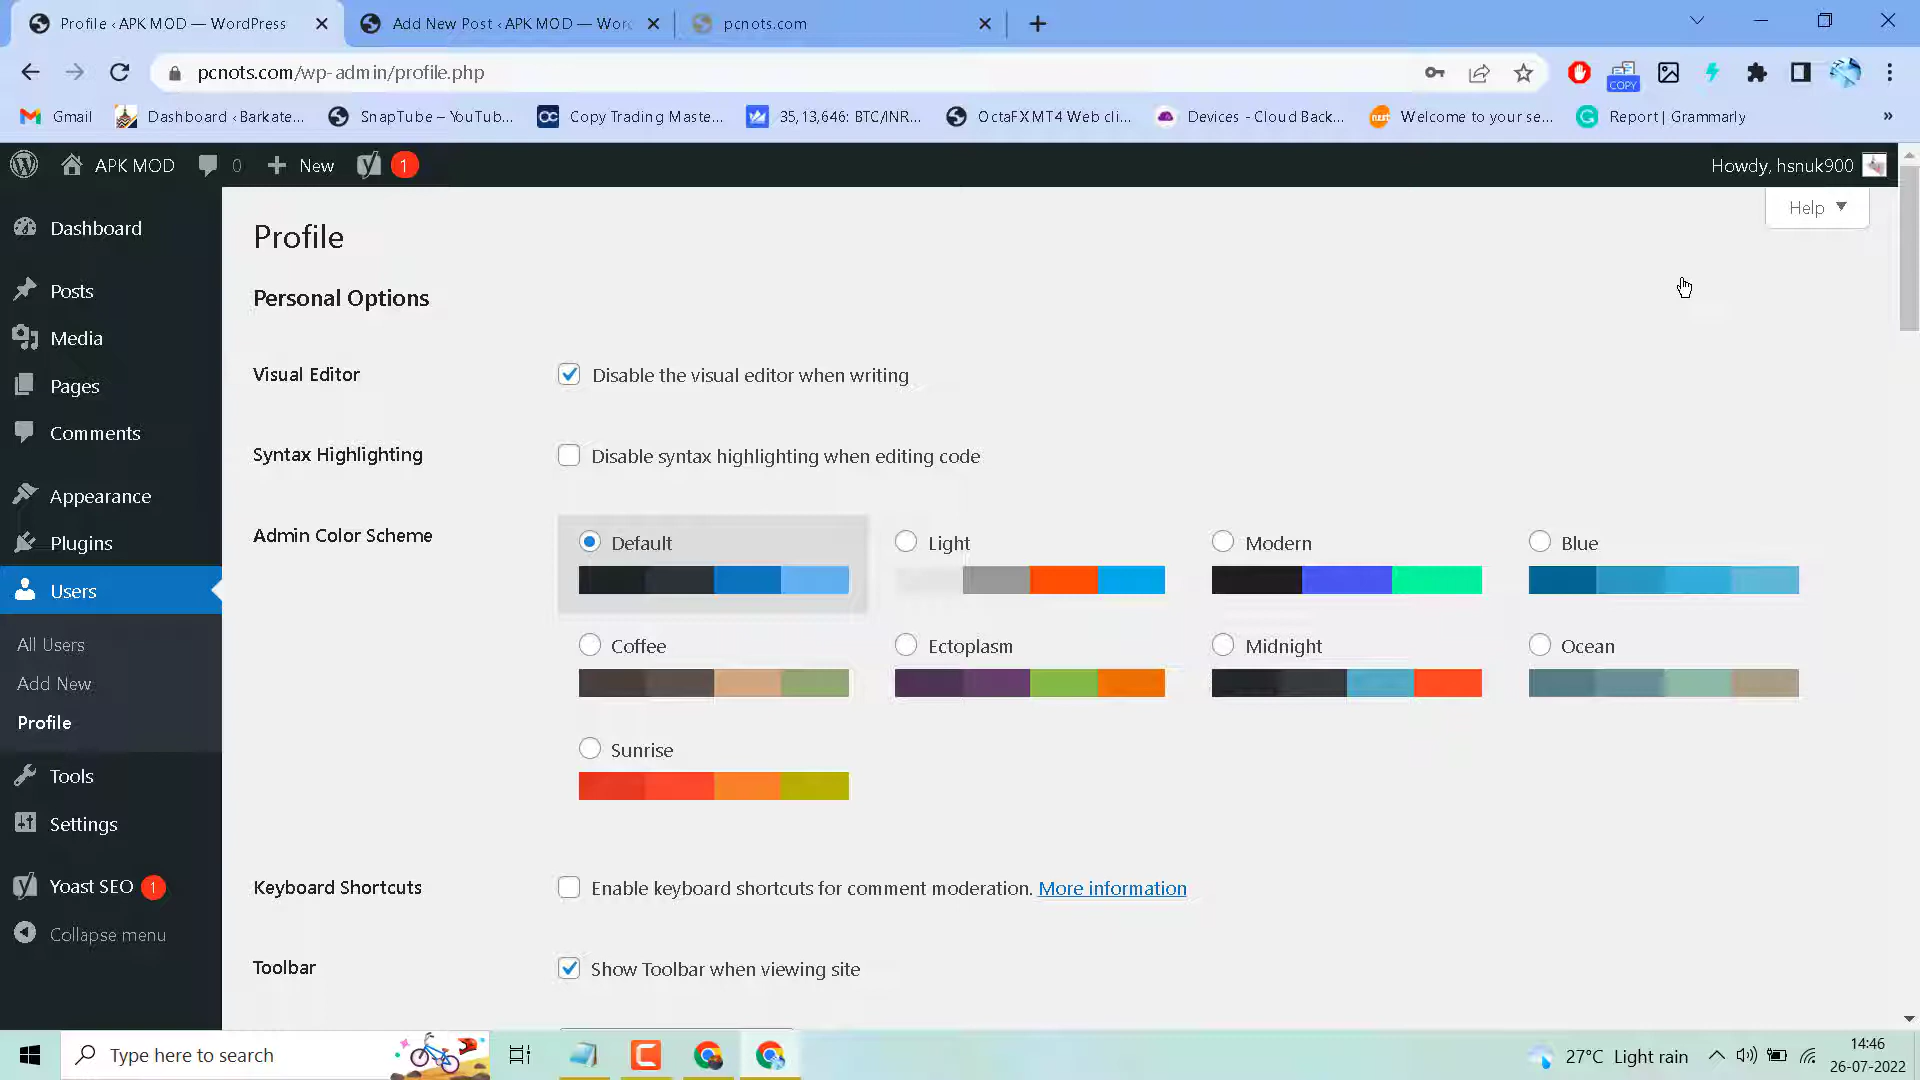 Profile ‹ APK MOD — WordPress
Add New Post ‹ APK MOD — Wor
pcnots.com
pcnots.com/wp-admin/profile.php
COPY
Gmail
Dashboard ‹ Barkate...
SnapTube – YouTub...
Copy Trading Maste...
35,13,646: BTC/INR...
OctaFX MT4 Web cli...
Devices - Cloud Back...
Welcome to your se...
Report | Grammarly
»
APK MOD
0
New
1
Howdy, hsnuk900
Help
Dashboard
Posts
Media
Pages
Comments
Appearance
Plugins
Users
All Users
Add New
Profile
Tools
Settings
Yoast SEO 1
Collapse menu
Profile
Personal Options
Visual Editor
Disable the visual editor when writing
Syntax Highlighting
Disable syntax highlighting when editing code
Admin Color Scheme
Default
Light
Modern
Blue
Coffee
Ectoplasm
Midnight
Ocean
Sunrise
Keyboard Shortcuts
Enable keyboard shortcuts for comment moderation. More information
Toolbar
Show Toolbar when viewing site
Type here to search
27°C Light rain
14:46
26-07-2022